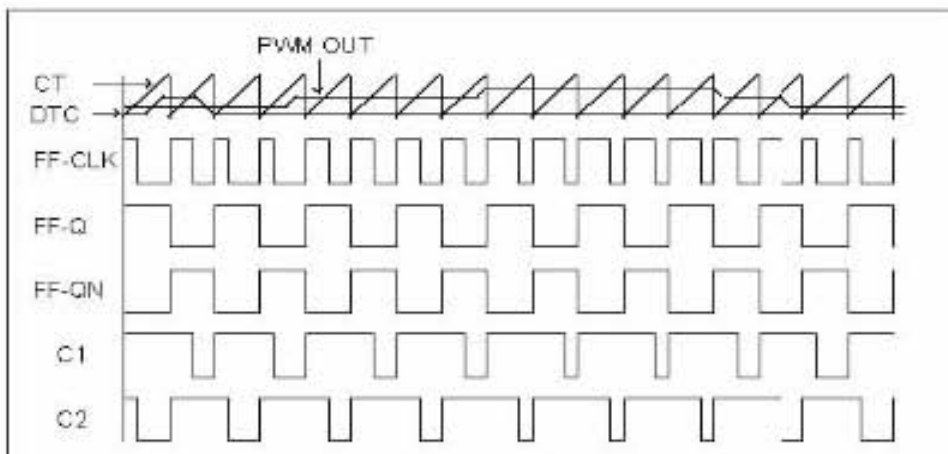 PWM OUT
CT
DTC
FF-CLK
FF-Q
FF-QN
C1
C2